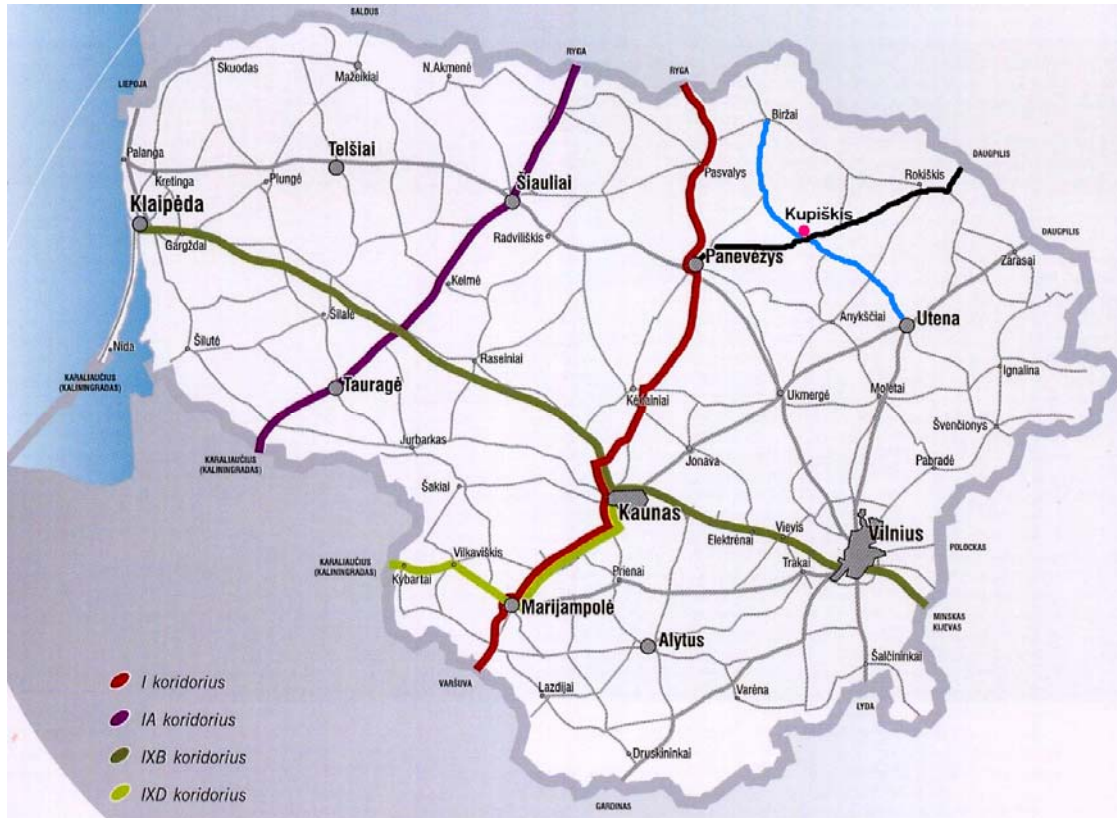 SALDUS
RYGA
RYGA
LIEPOJA
Skuodas
Mažeikiai
N.Akmenė
Biržai
Palanga
Kretinga
Plungė
Telšiai
Šiauliai
Pasvalys
Rokiškis
DAUGPILIS
Klaipėda
Gargždai
Radviliškis
Kupiškis
Panevėžys
DAUGPILIS
Zarasai
Kelmė
Šilalė
Anykščiai
Utena
Nida
Šilutė
Raseiniai
Ignalina
KARALIAUČIUS
(KALININGRADAS)
Tauragė
Kėdainiai
Ukmergė
Molėtai
Švenčionys
Jurbarkas
KARALIAUČIUS
(KALININGRADAS)
Jonava
Pabradė
Šakiai
Kaunas
Elektrėnai
Vievis
Vilnius
POLOCKAS
KARALIAUČIUS
(KALININGRADAS)
Kybartai
Vilkaviškis
Prienai
Trakai
Marijampolė
MINSKAS
KIJEVAS
Alytus
Šalčininkai
VARŠUVA
Lazdijai
Varėna
LYDA
Druskininkai
GARDINAS
I koridorius
IA koridorius
IXB koridorius
IXD koridorius